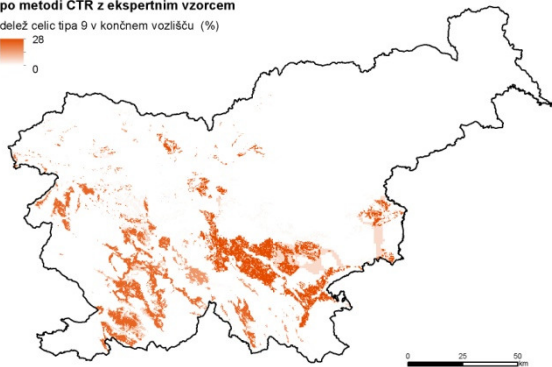 po metodi CTR z ekspertnim vzorcem
delež celic tipa 9 v končnem vozlišču (%)
28
0
0 25 50
km